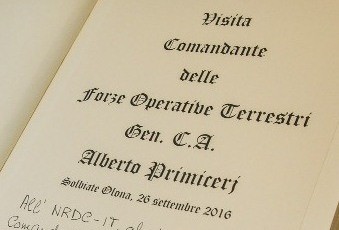 Visita
Comandante
delle
Forze Operative Terrestri
Gen. C.A.
Alberto Primicerj
Solbiate Olona, 26 settembre 2016
All' NRDC-IT,